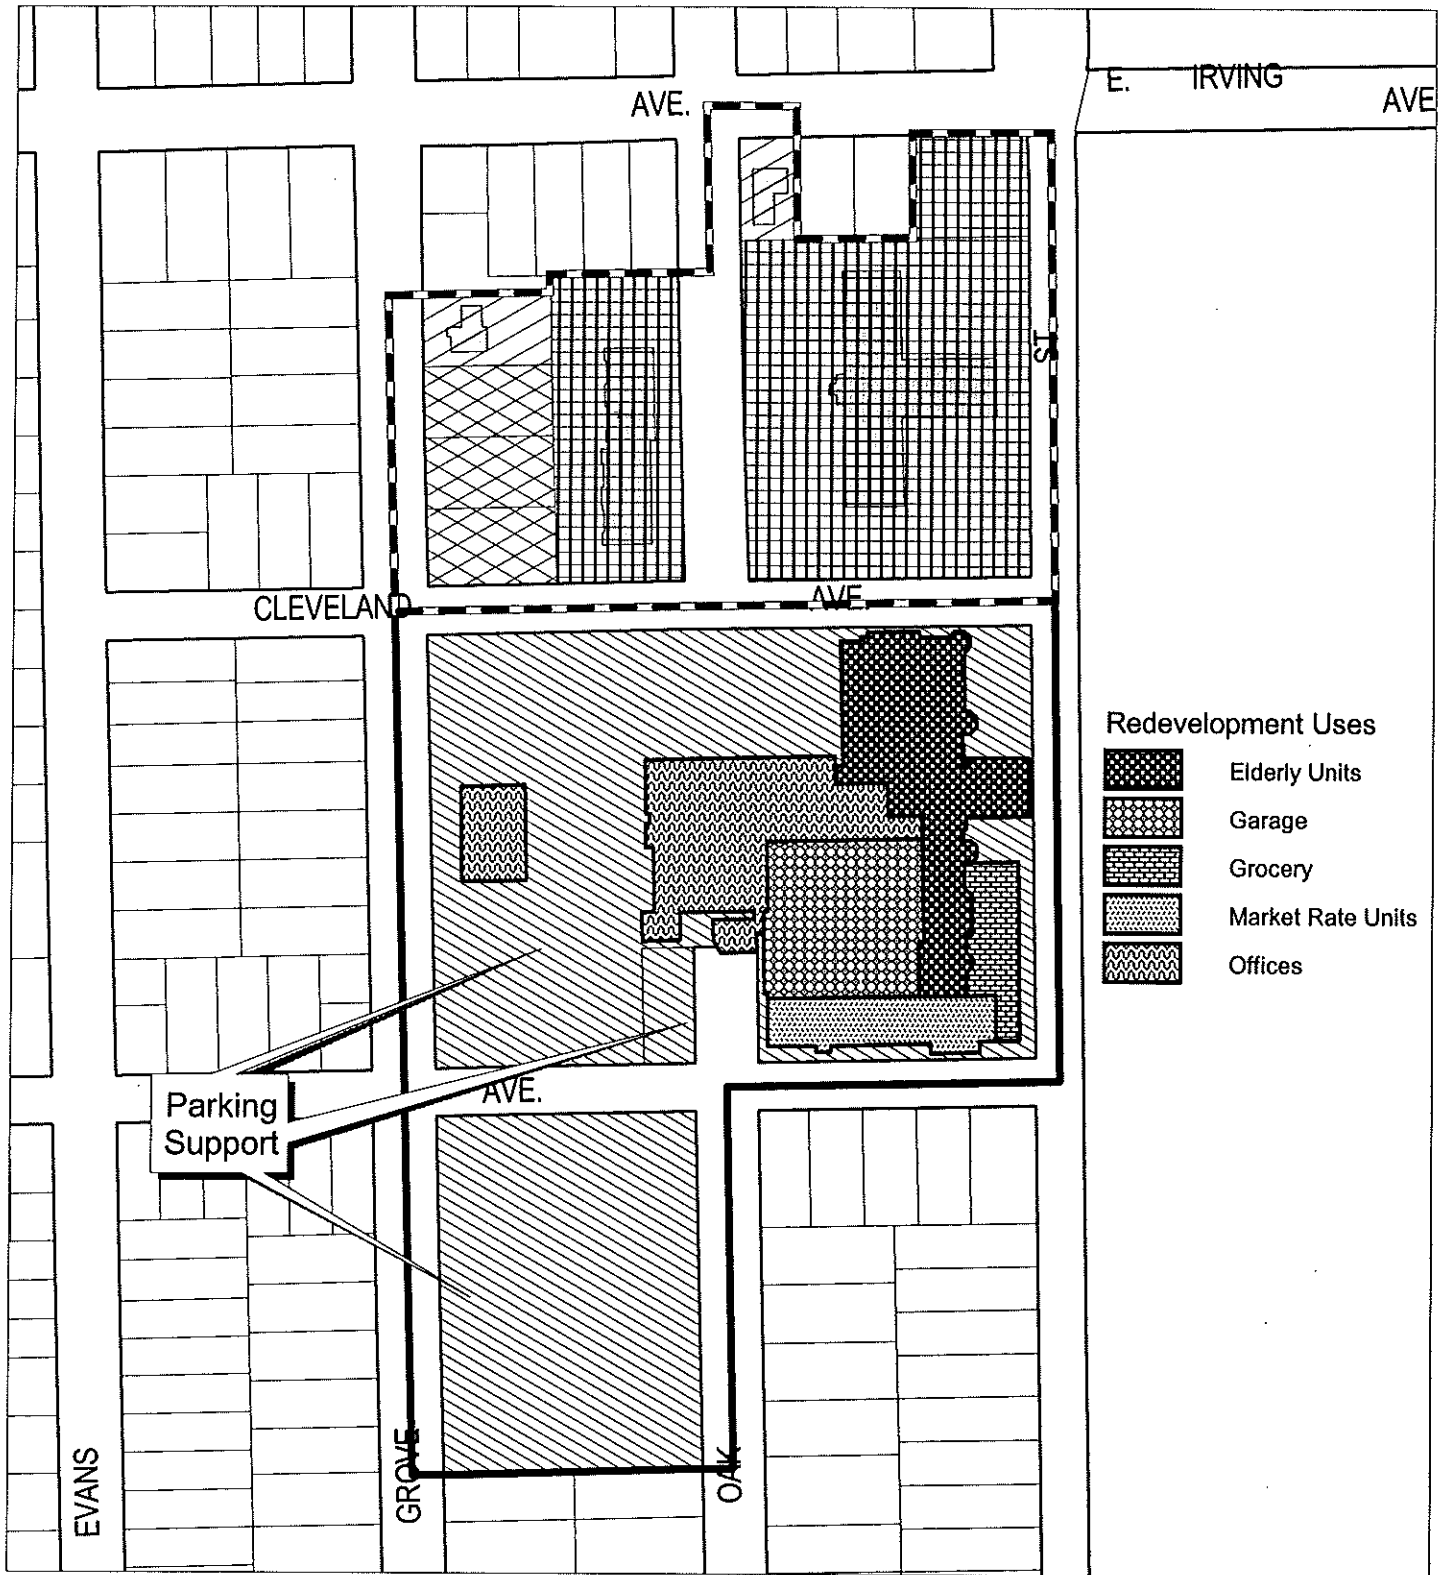 E. IRVING AVE
AVE.
ST
CLEVELAND AVE
Redevelopment Uses
Elderly Units
Garage
Grocery
Market Rate Units
Offices
AVE.
Parking
Support
EVANS
GROVE
OAK